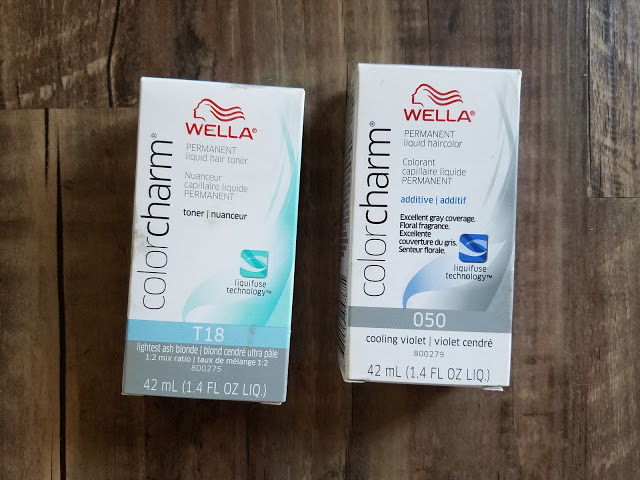 WELLA®
PERMANENT
liquid hair toner
Nuanceur
capillaire liquide
PERMANENT
toner | nuanceur
colorcharm®
liquifuse
technology™
T18
lightest ash blonde | blond cendré ultra pâle
1:2 mix ratio | taux de mélange 1:2
800275
42 mL (1.4 FL OZ LIQ.)
WELLA®
PERMANENT
liquid haircolor
Colorant
capillaire liquide
PERMANENT
additive | additif
Excellent gray coverage.
Floral fragrance.
Excellente
couverture du gris.
Senteur florale.
colorcharm®
liquifuse
technology™
050
cooling violet | violet cendré
800279
42 mL (1.4 FL OZ LIQ.)